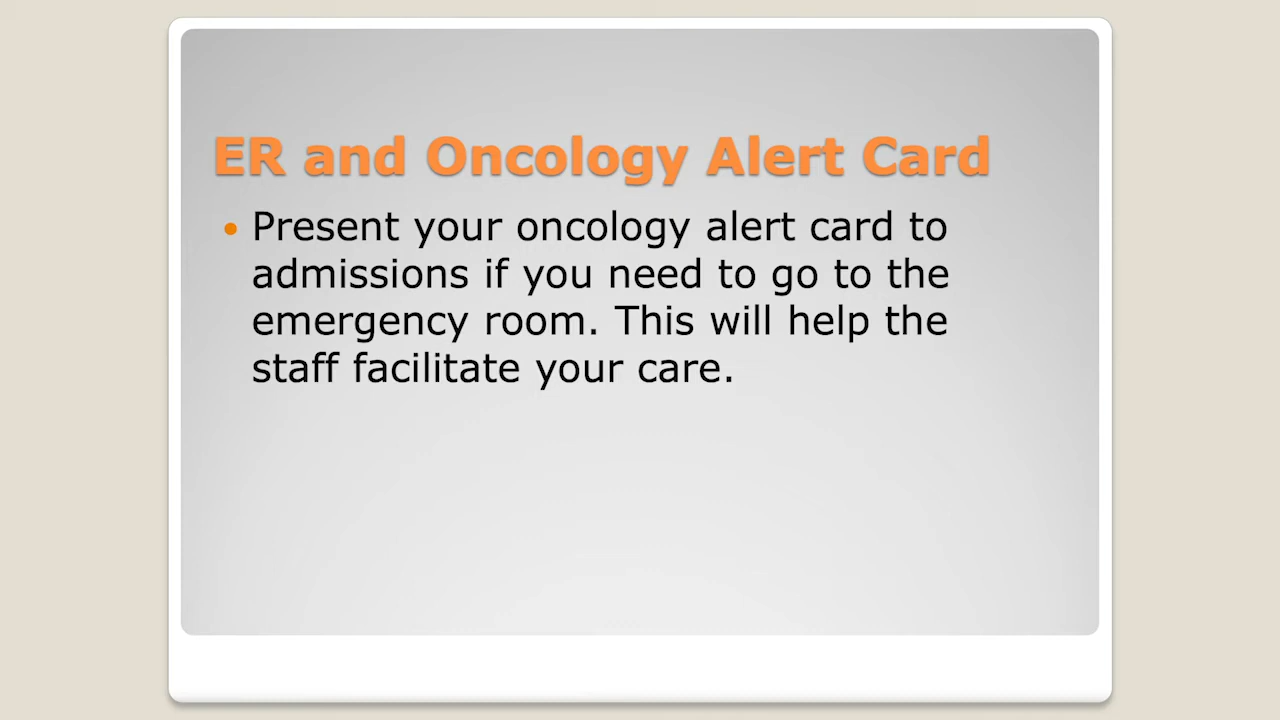 ER and Oncology Alert Card
• Present your oncology alert card to
admissions if you need to go to the
emergency room. This will help the
staff facilitate your care.